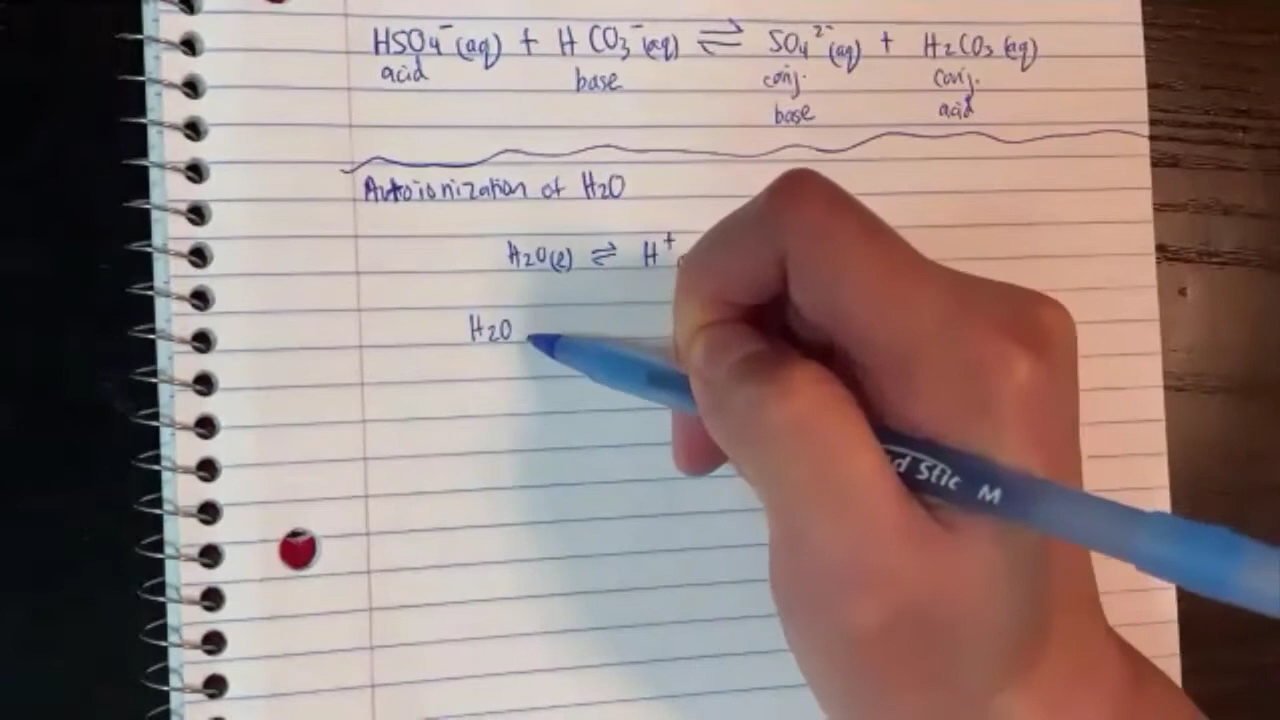 HSO₄⁻(aq) + HCO₃⁻(aq) ⇌ SO₄²⁻(aq) + H₂CO₃(aq)
acid base conj. conj.
base acid
Autoionization of H₂O
H₂O(l) ⇌ H⁺
H₂O
Stic M